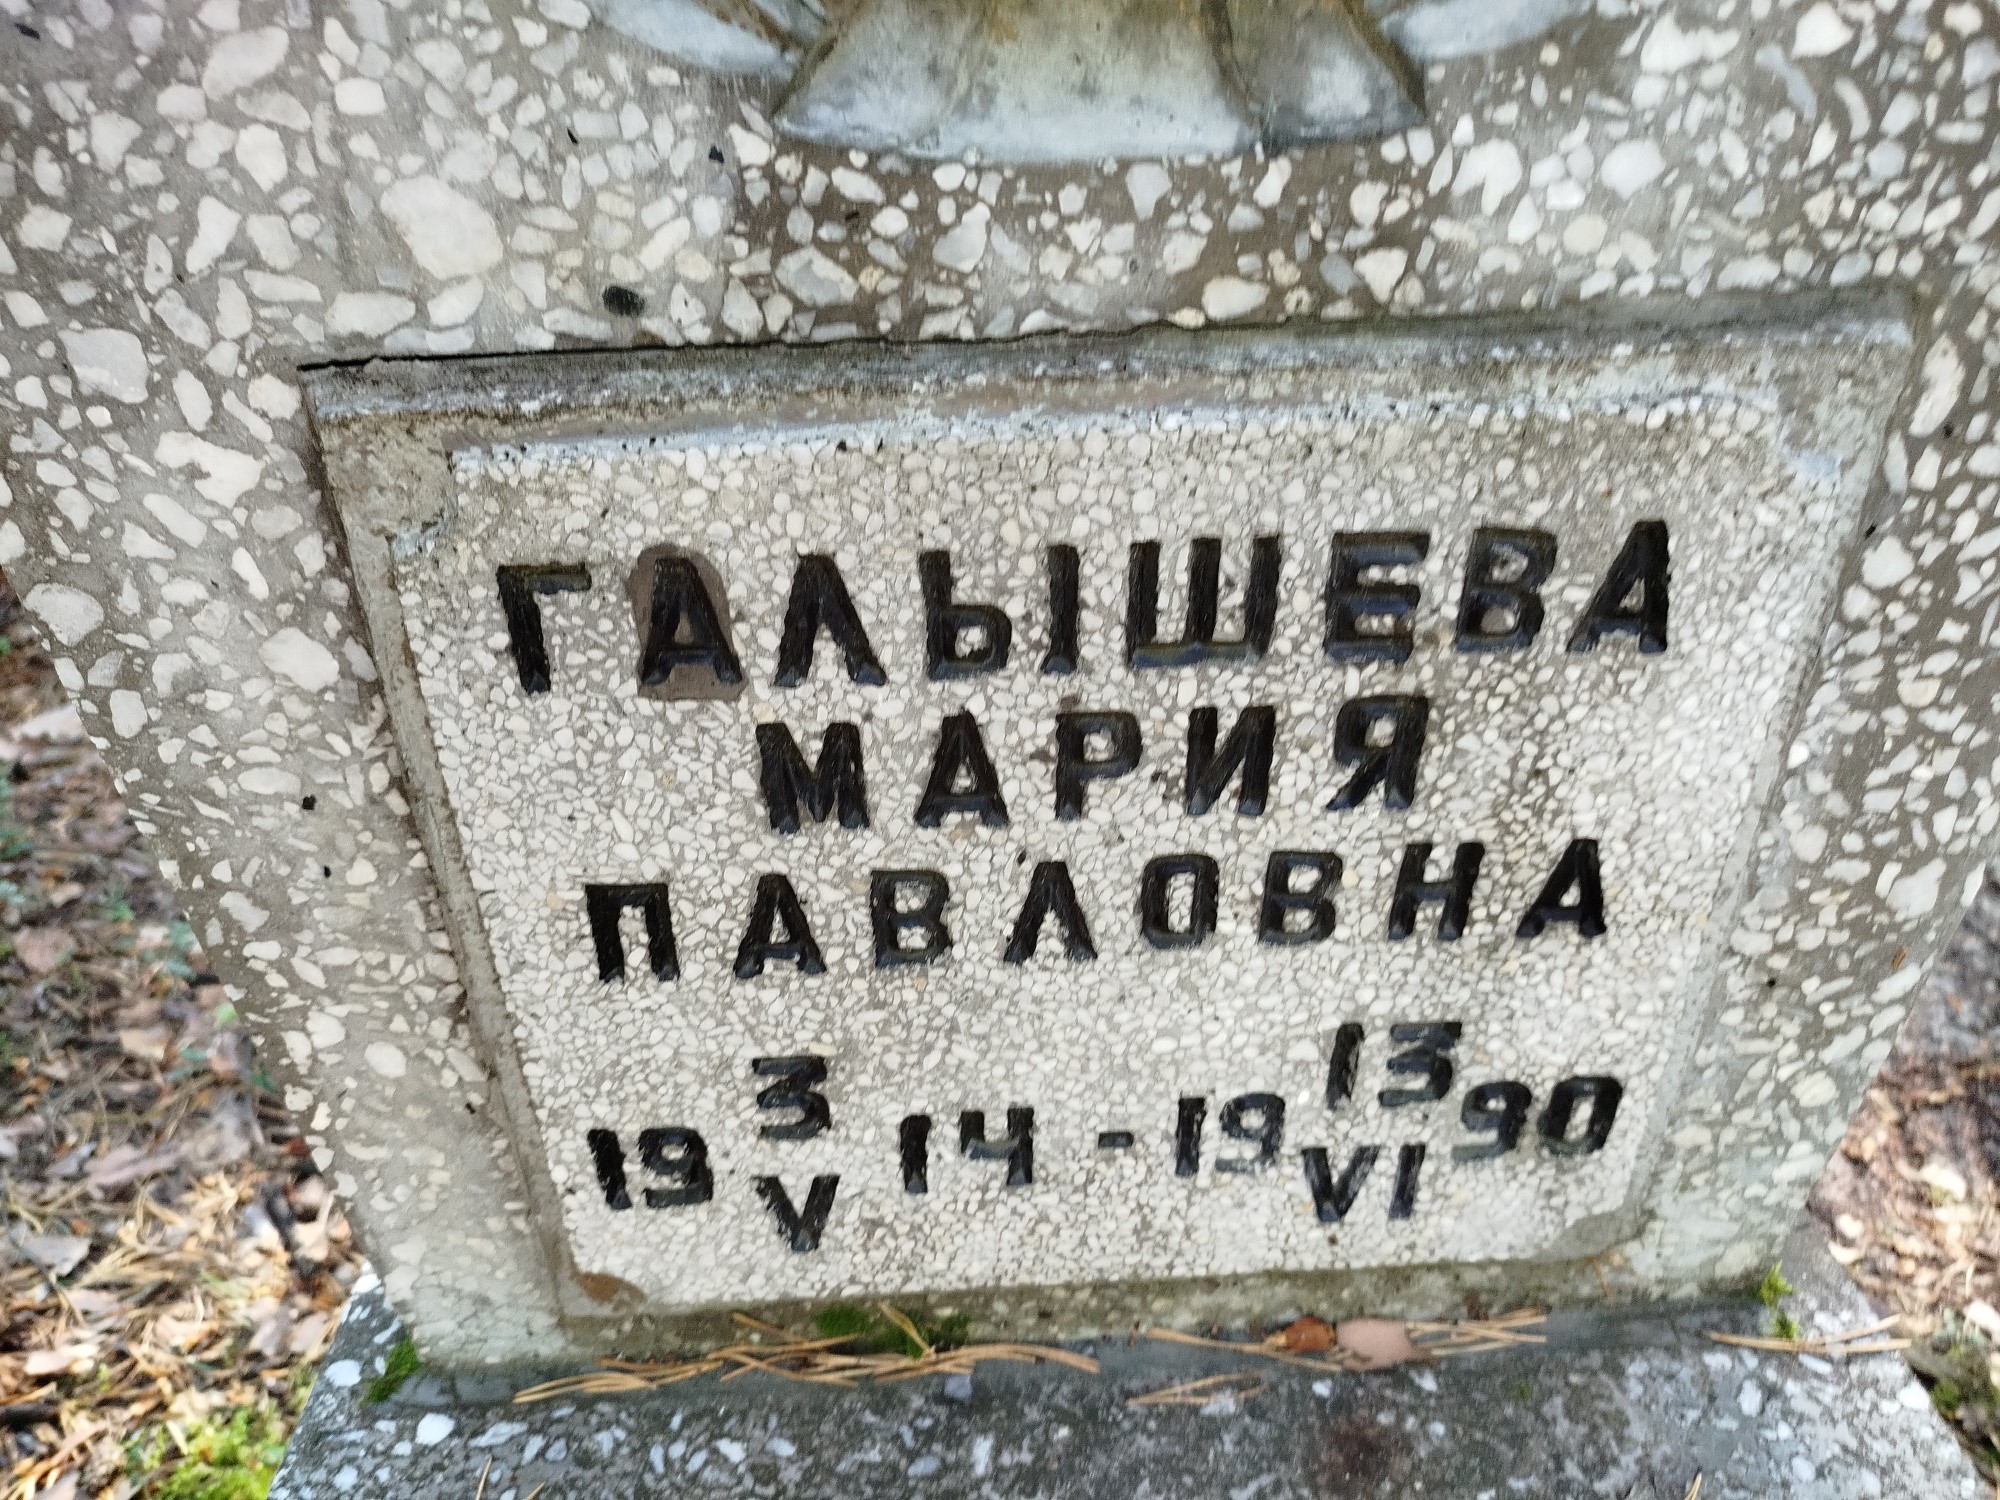 ГАЛЫШЕВА
МАРИЯ
ПАВЛОВНА
19 3/V 14 - 19 13/VI 90